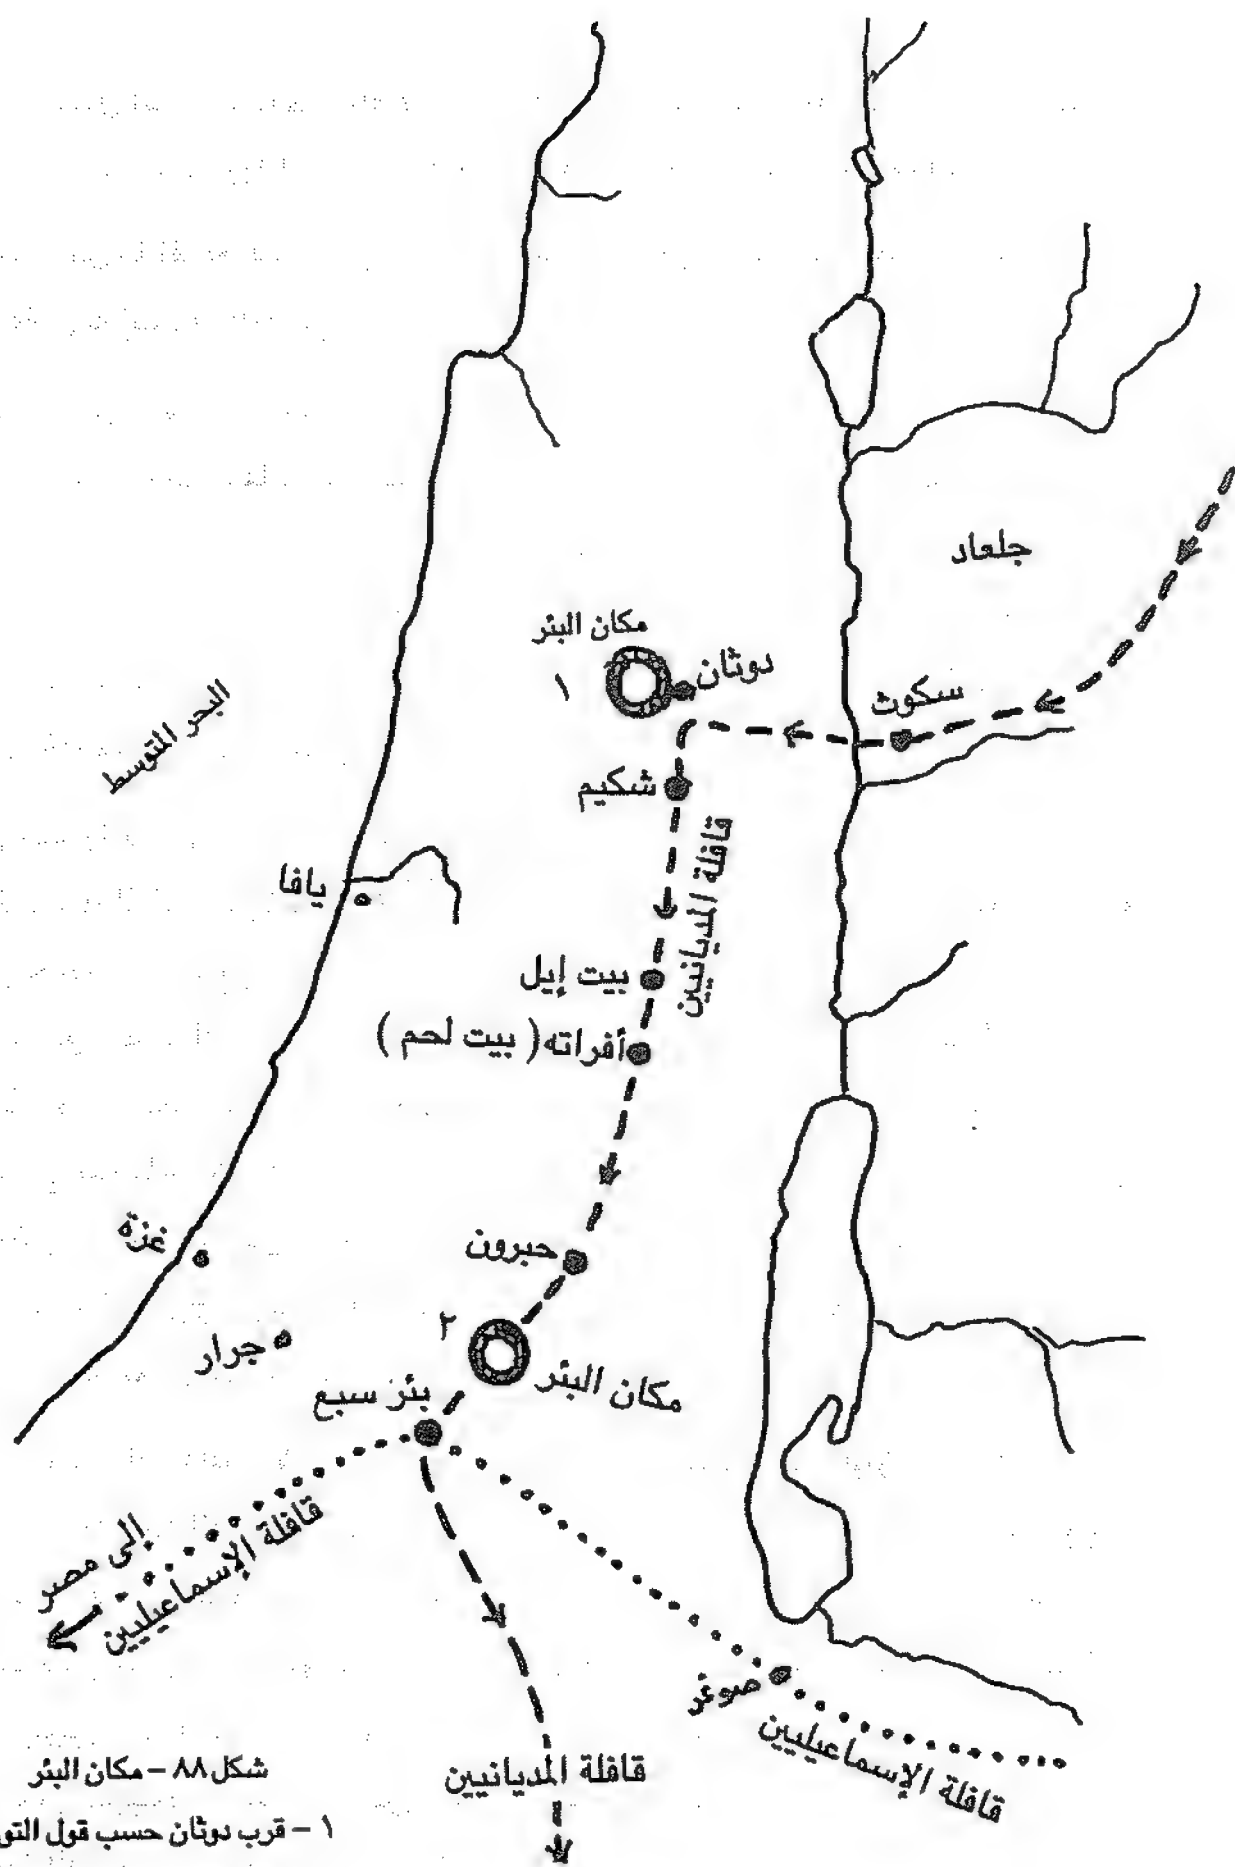 جلعاد
مكان البئر
١
دوثان
سكوث
البحر المتوسط
شكيم
قافلة المديانيين
يافا
بيت إيل
أفراته ( بيت لحم )
غزة
حبرون
جرار
٢
مكان البئر
بئر سبع
إلى مصر
قافلة الإسماعيليين
صوغر
قافلة الإسماعيليين
قافلة المديانيين
شكل ٨٨ – مكان البئر
١ – قرب دوثان حسب قول